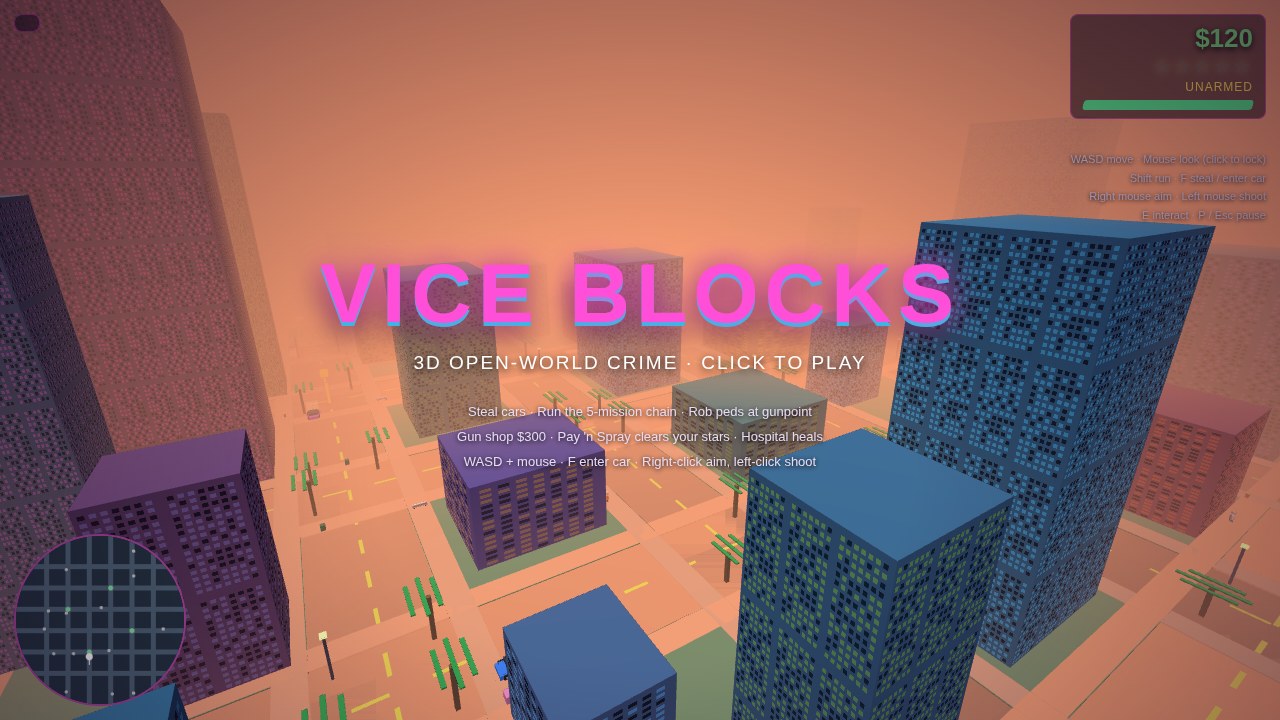 $120
UNARMED
WASD move · Mouse look (click to lock)
Shift run · F steal / enter car
Right mouse aim · Left mouse shoot
E interact · P / Esc pause
VICE BLOCKS
3D OPEN-WORLD CRIME · CLICK TO PLAY
Steal cars · Run the 5-mission chain · Rob peds at gunpoint
Gun shop $300 · Pay 'n Spray clears your stars · Hospital heals
WASD + mouse · F enter car · Right-click aim, left-click shoot